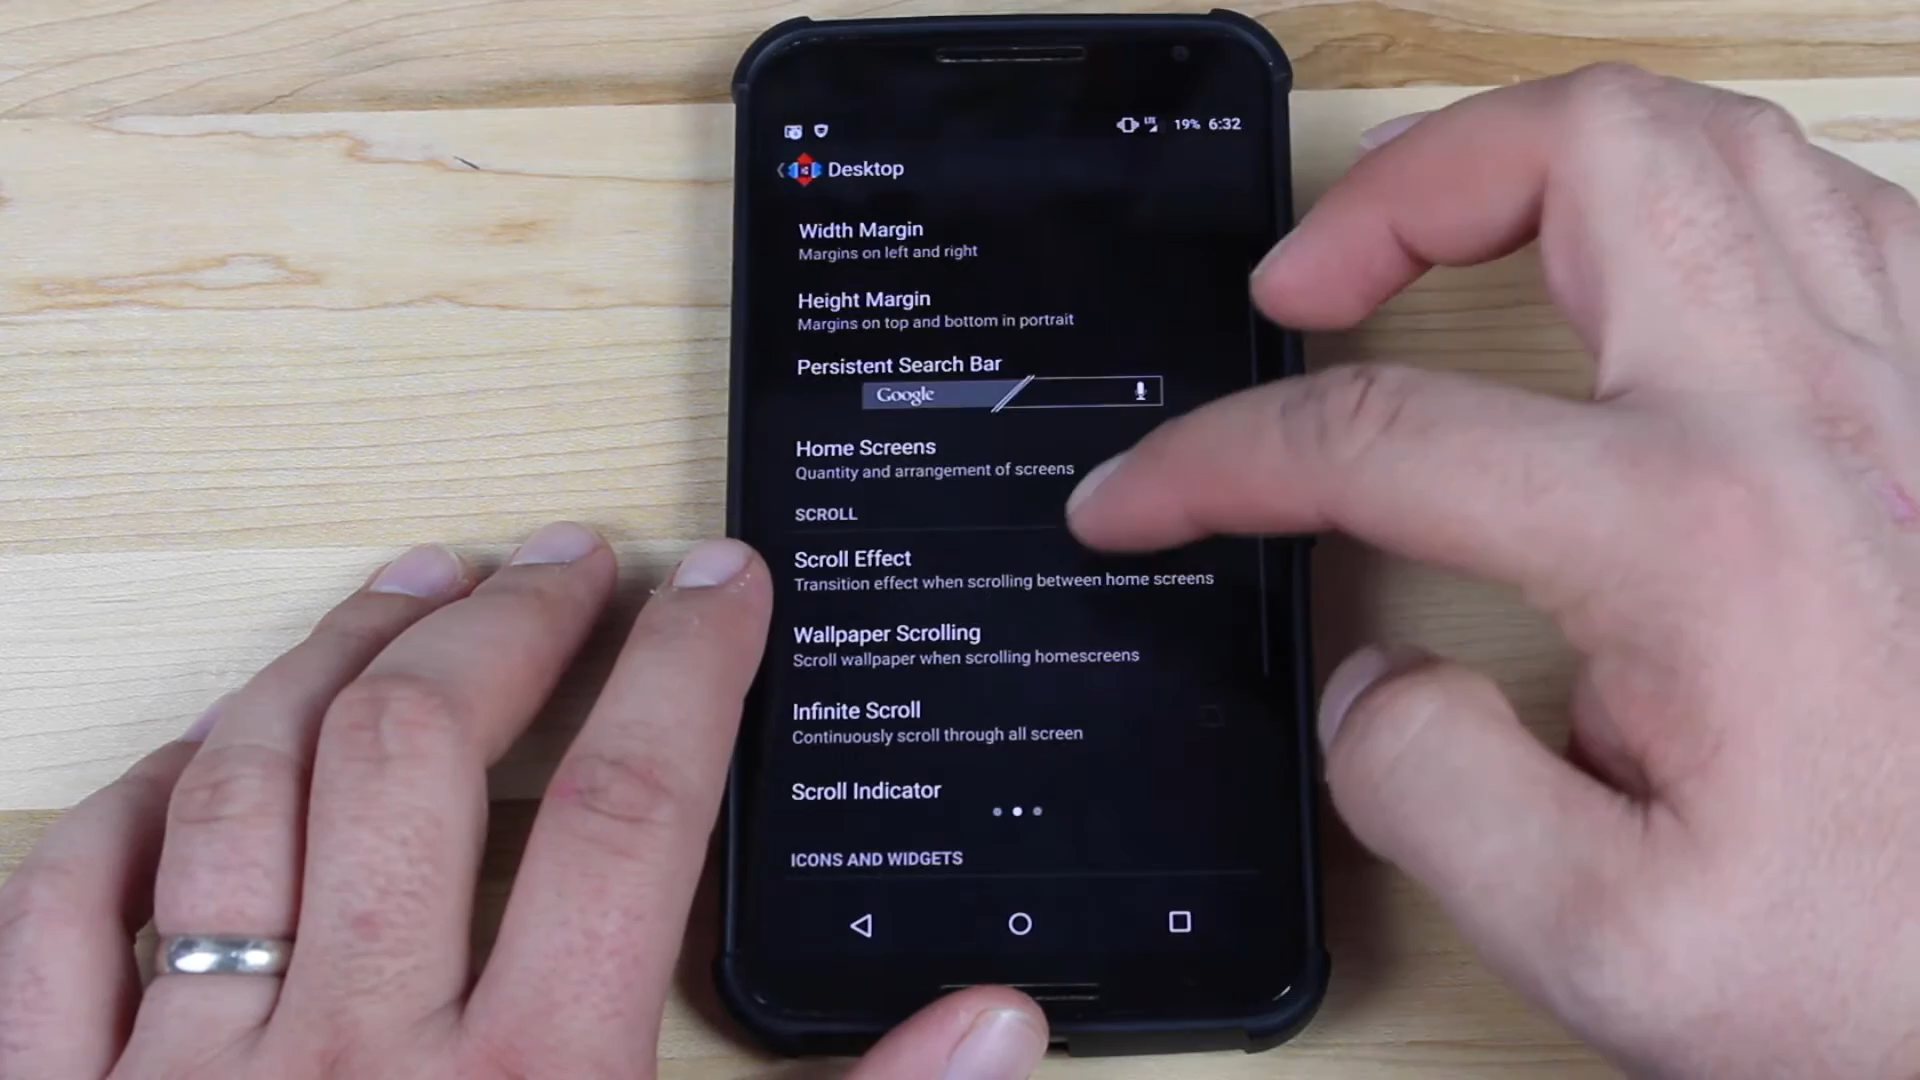 LTE 19% 6:32
Desktop
Width Margin
Margins on left and right
Height Margin
Margins on top and bottom in portrait
Persistent Search Bar
Google
Home Screens
Quantity and arrangement of screens
SCROLL
Scroll Effect
Transition effect when scrolling between home screens
Wallpaper Scrolling
Scroll wallpaper when scrolling homescreens
Infinite Scroll
Continuously scroll through all screen
Scroll Indicator
ICONS AND WIDGETS